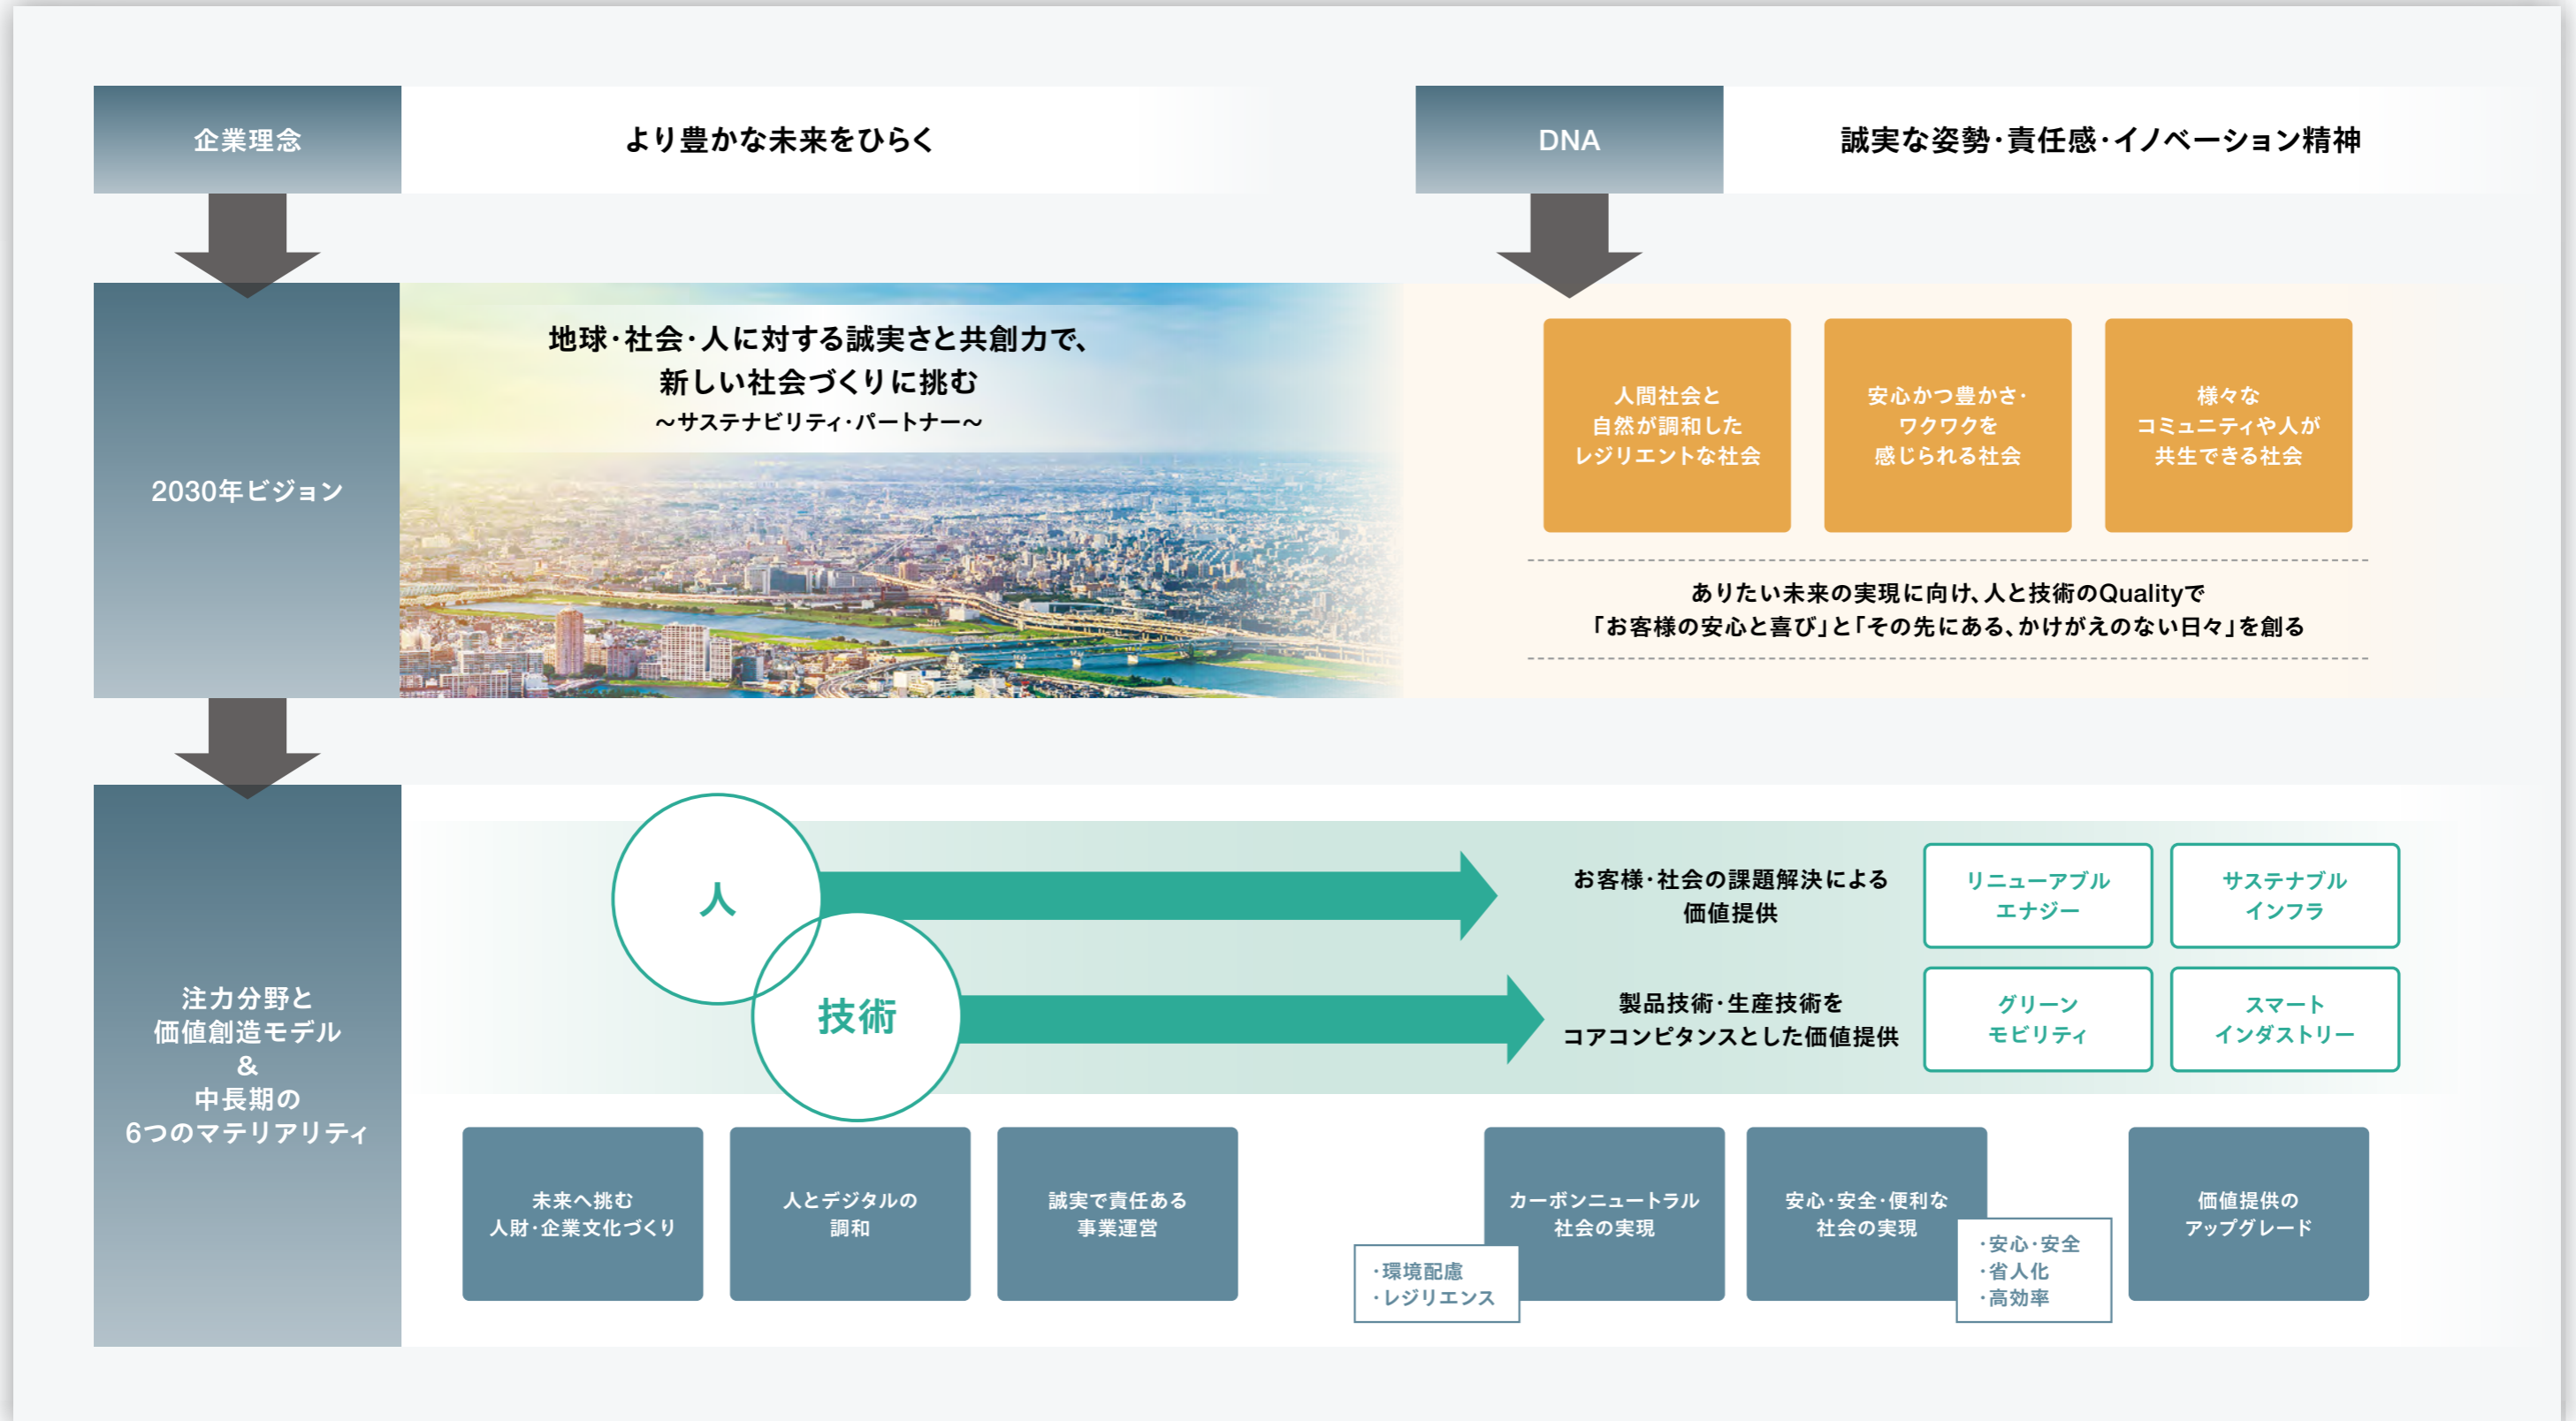 企業理念
より豊かな未来をひらく
DNA
誠実な姿勢・責任感・イノベーション精神
2030年ビジョン
地球・社会・人に対する誠実さと共創力で、
新しい社会づくりに挑む
～サステナビリティ・パートナー～
人間社会と
自然が調和した
レジリエントな社会
安心かつ豊かさ・
ワクワクを
感じられる社会
様々な
コミュニティや人が
共生できる社会
ありたい未来の実現に向け、人と技術のQualityで
「お客様の安心と喜び」と「その先にある、かけがえのない日々」を創る
注力分野と
価値創造モデル
&
中長期の
6つのマテリアリティ
人
技術
お客様・社会の課題解決による
価値提供
製品技術・生産技術を
コアコンピタンスとした価値提供
リニューアブル
エナジー
サステナブル
インフラ
グリーン
モビリティ
スマート
インダストリー
未来へ挑む
人財・企業文化づくり
人とデジタルの
調和
誠実で責任ある
事業運営
カーボンニュートラル
社会の実現
・環境配慮
・レジリエンス
安心・安全・便利な
社会の実現
・安心・安全
・省人化
・高効率
価値提供の
アップグレード